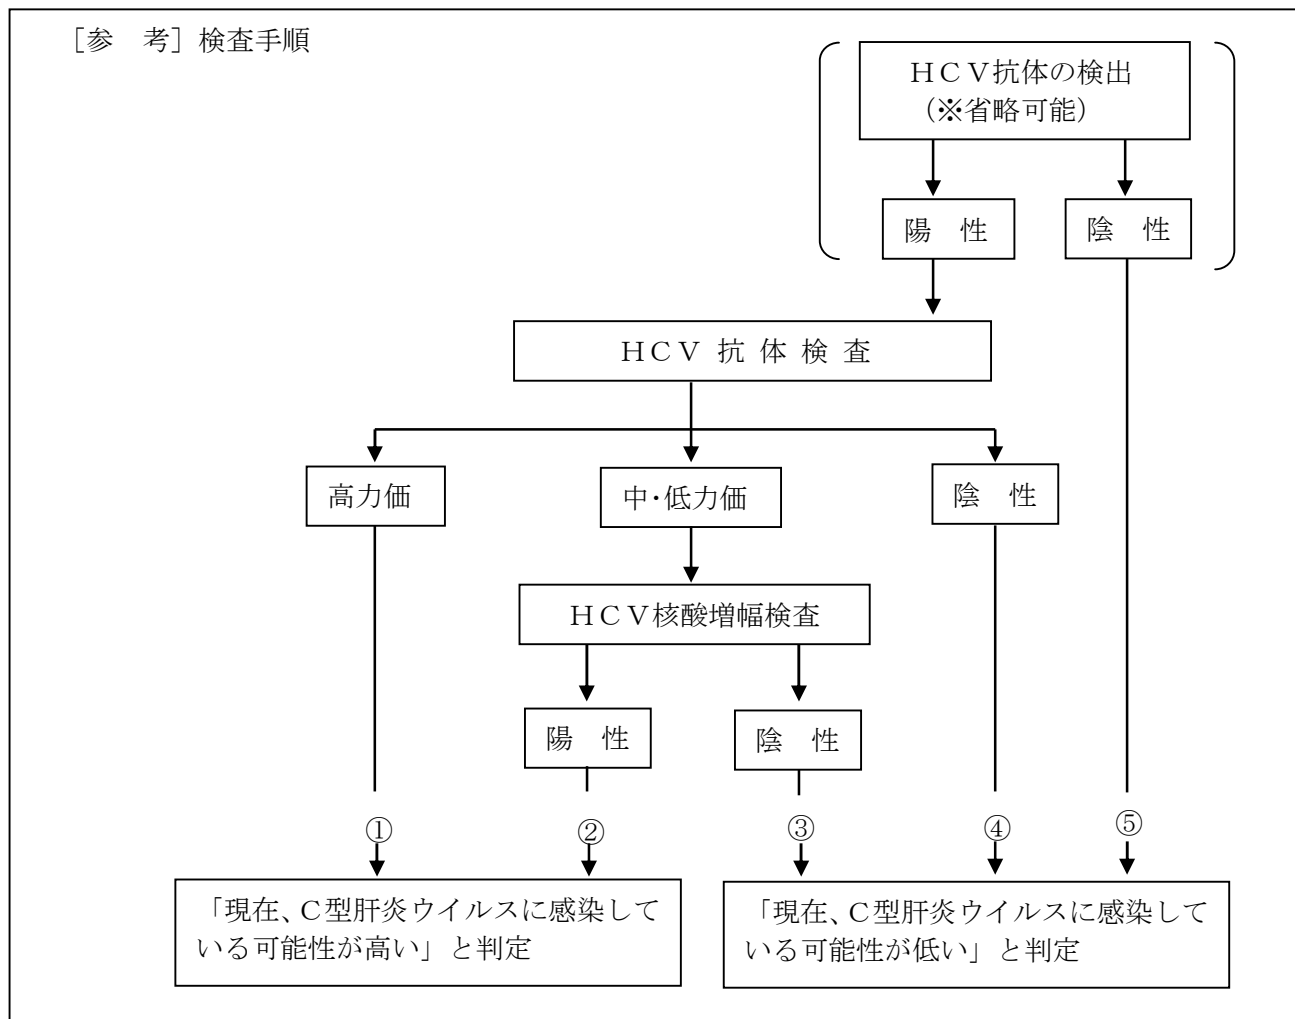 ［参　考］検査手順
ＨＣＶ抗体の検出
（※省略可能）
陽　性
陰　性
ＨＣＶ 抗 体 検 査
高力価
中・低力価
陰　性
ＨＣＶ核酸増幅検査
陽　性
陰　性
①
②
③
④
⑤
「現在、Ｃ型肝炎ウイルスに感染して
いる可能性が高い」と判定
「現在、Ｃ型肝炎ウイルスに感染して
いる可能性が低い」と判定